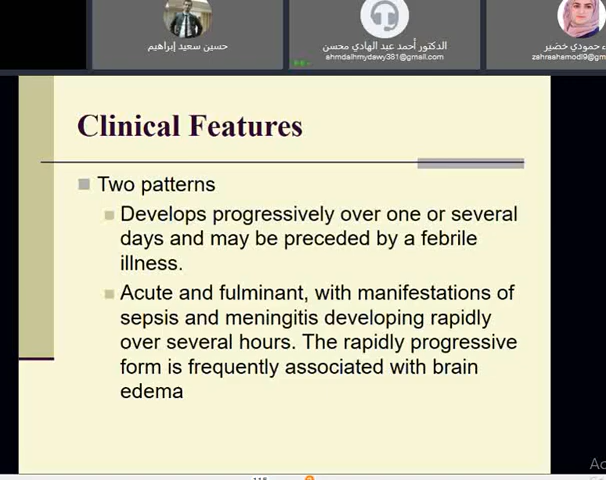 حسين سعيد إبراهيم
الدكتور أحمد عبد الهادي محسن
ahmdalhmydawy381@gmail.com
ء حمودي خضير
zahraahamodi9@gm
Clinical Features
Two patterns
Develops progressively over one or several
days and may be preceded by a febrile
illness.
Acute and fulminant, with manifestations of
sepsis and meningitis developing rapidly
over several hours. The rapidly progressive
form is frequently associated with brain
edema
Ac